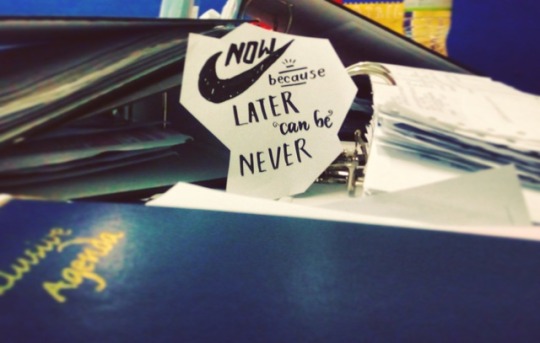 NOW
because
LATER
"can be"
NEVER
Agenda